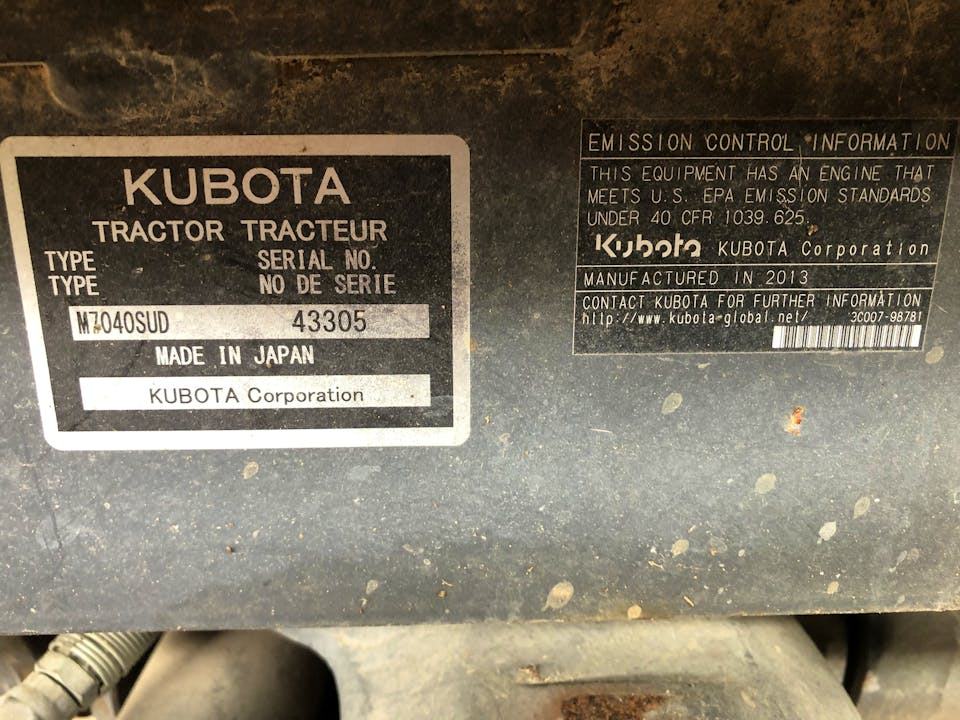 KUBOTA
TRACTOR TRACTEUR
TYPE SERIAL NO.
TYPE NO DE SERIE
M7040SUD 43305
MADE IN JAPAN
KUBOTA Corporation
EMISSION CONTROL INFORMATION
THIS EQUIPMENT HAS AN ENGINE THAT
MEETS U.S. EPA EMISSION STANDARDS
UNDER 40 CFR 1039.625.
Kubota KUBOTA Corporation
MANUFACTURED IN 2013
CONTACT KUBOTA FOR FURTHER INFORMATION
http://www.kubota-global.net/ 3C007-98781